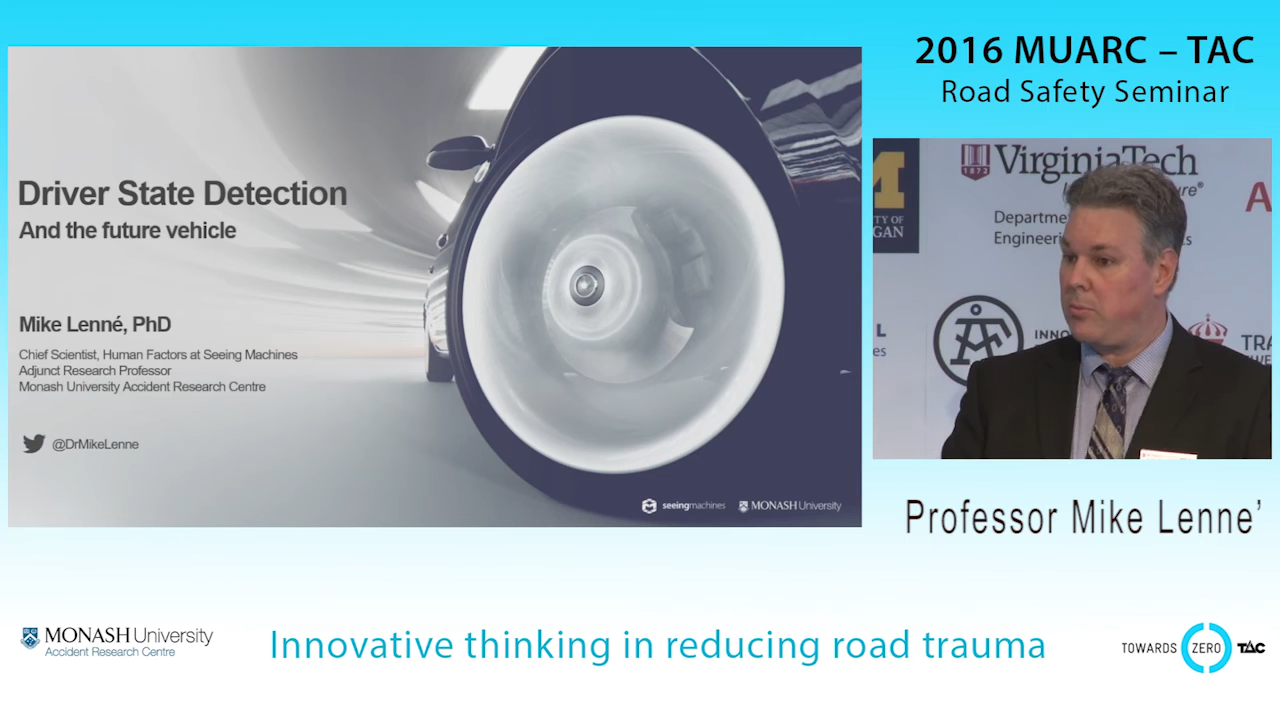 2016 MUARC – TAC
Road Safety Seminar
Driver State Detection
And the future vehicle
Mike Lenné, PhD
Chief Scientist, Human Factors at Seeing Machines
Adjunct Research Professor
Monash University Accident Research Centre
@DrMikeLenne
seeingmachines
MONASH University
M
VirginiaTech
1872
Professor Mike Lenne’
MONASH University
Accident Research Centre
Innovative thinking in reducing road trauma
TOWARDS ZERO TAC